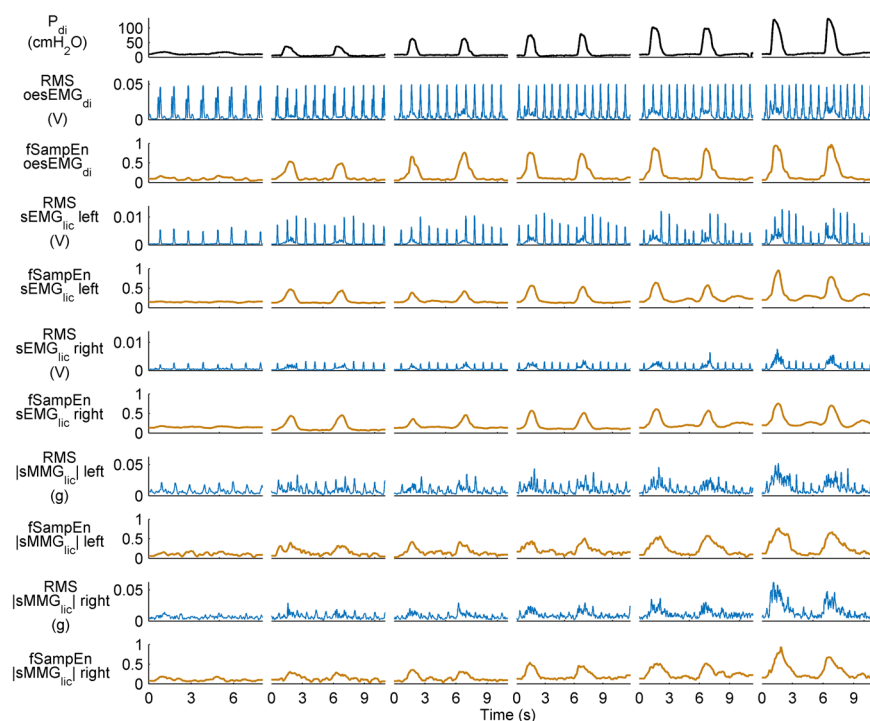 P di
(cmH2O)
100
50
0
RMS
oesEMG di
(V)
0.05
0
fSampEn
oesEMG di
1
0.5
0
RMS
sEMG lic left
(V)
0.01
0
fSampEn
sEMG lic left
1
0.5
0
RMS
sEMG lic right
(V)
0.01
0
fSampEn
sEMG lic right
1
0.5
0
RMS
|sMMG lic| left
(g)
0.05
0
fSampEn
|sMMG lic| left
1
0.5
0
RMS
|sMMG lic| right
(g)
0.05
0
fSampEn
|sMMG lic| right
1
0.5
0
0 3 6 0 3 6 9 0 3 6 9 0 3 6 9 0 3 6 9 0 3 6 9
Time (s)